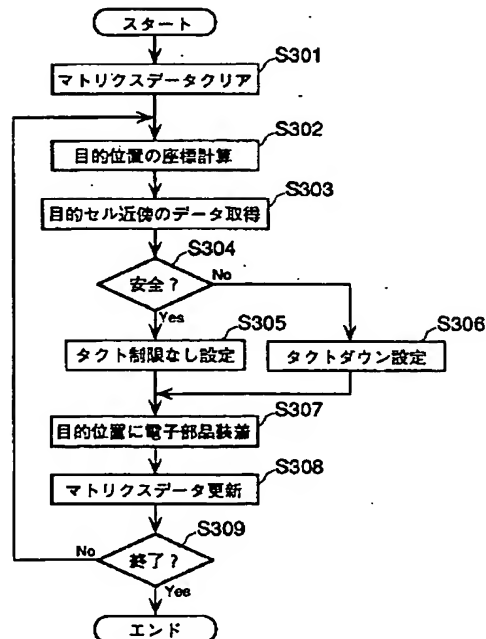 スタート
S301
マトリクスデータクリア
S302
目的位置の座標計算
S303
目的セル近傍のデータ取得
S304
安全？
No
Yes
S305
タクト制限なし設定
S306
タクトダウン設定
S307
目的位置に電子部品装着
S308
マトリクスデータ更新
S309
終了？
No
Yes
エンド